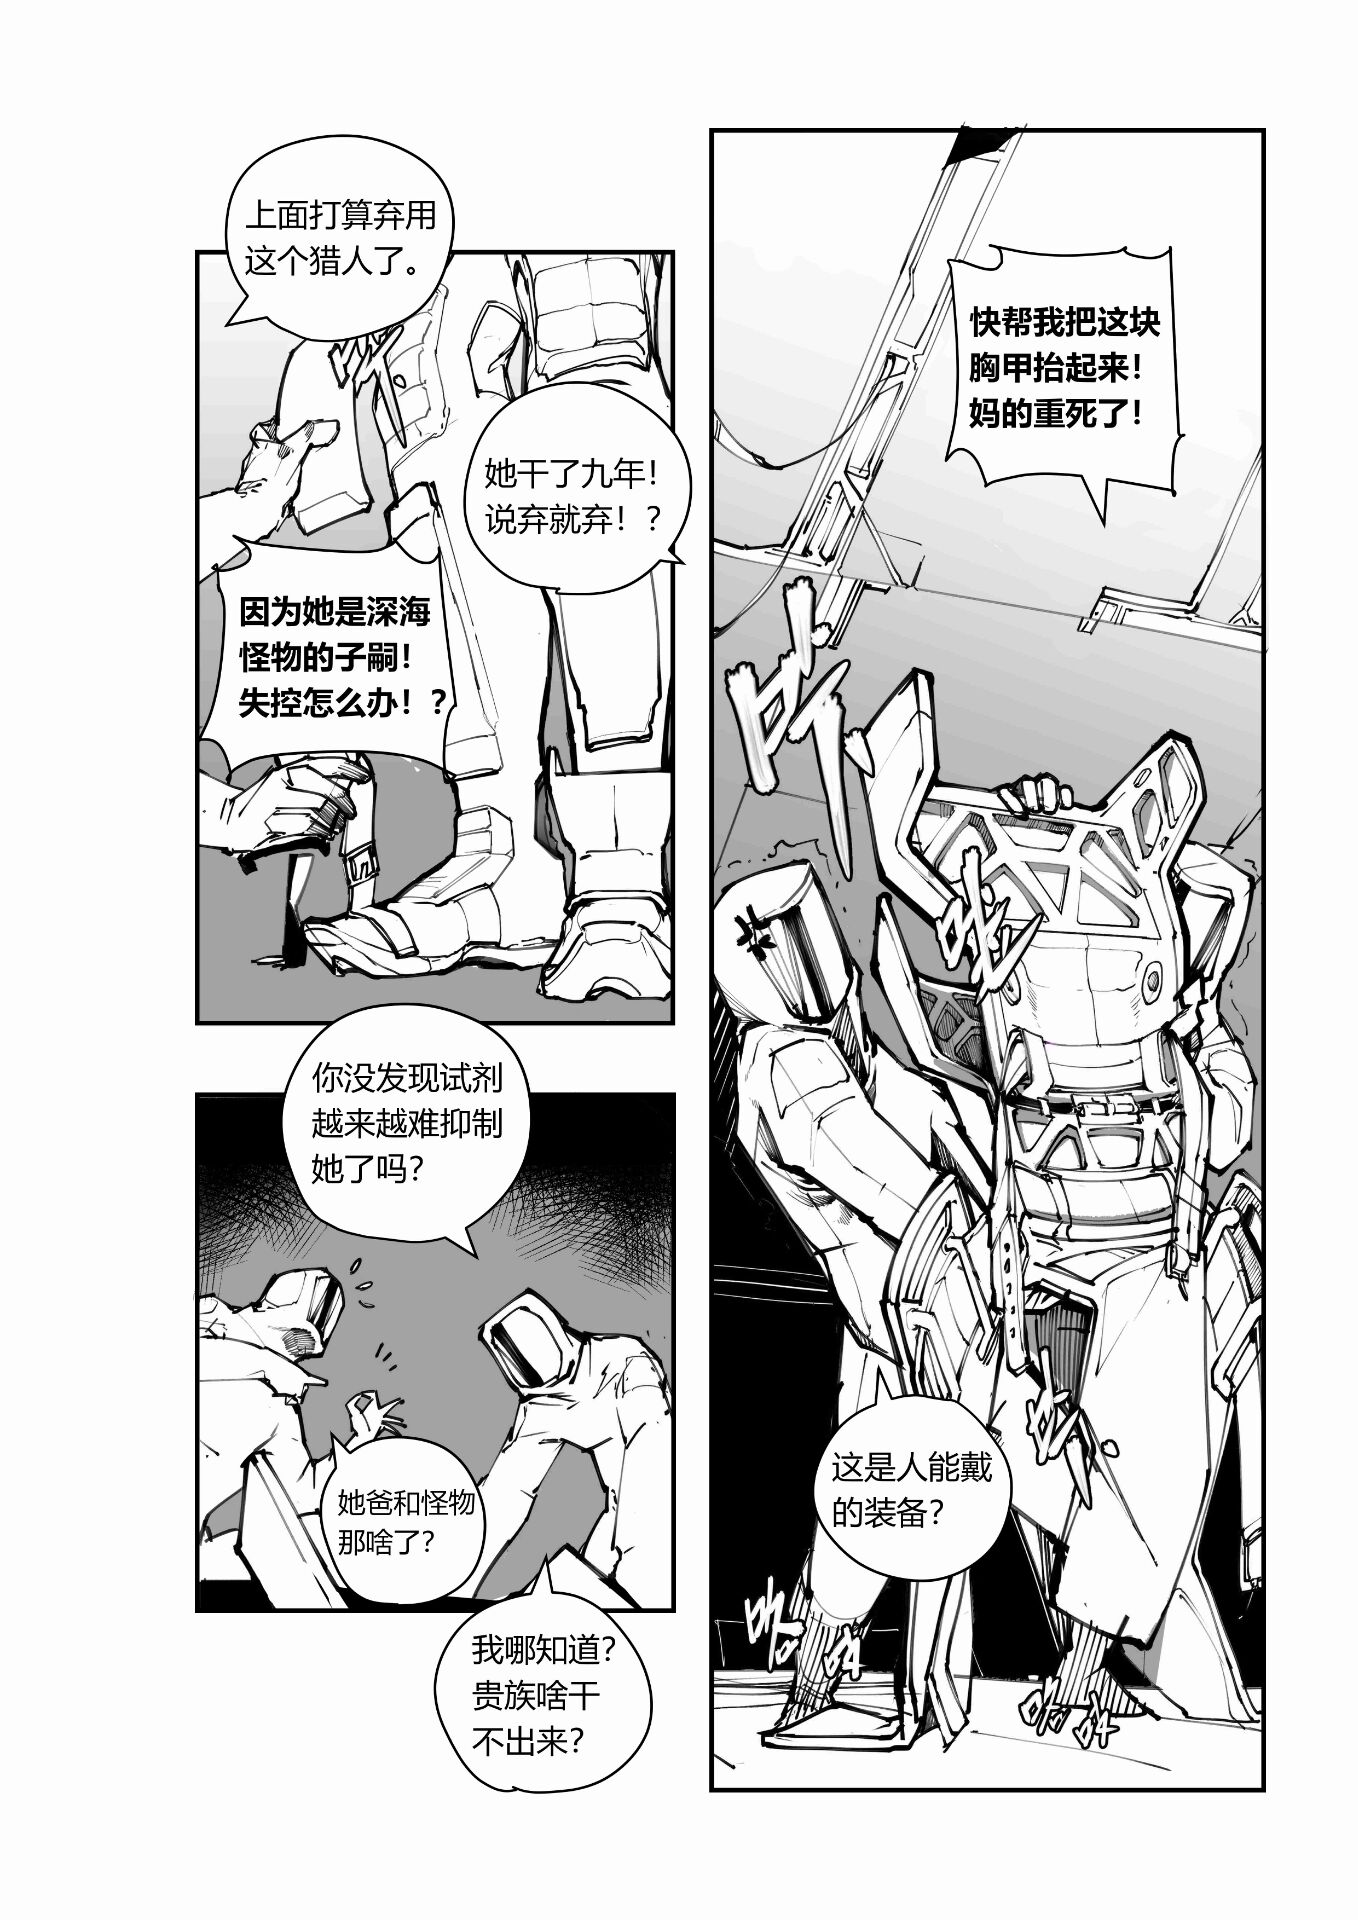 快帮我把这块
胸甲抬起来！
妈的重死了！
这是人能戴
的装备？
上面打算弃用
这个猎人了。
她干了九年！
说弃就弃！？
因为她是深海
怪物的子嗣！
失控怎么办！？
你没发现试剂
越来越难抑制
她了吗？
她爸和怪物
那啥了？
我哪知道？
贵族啥干
不出来？